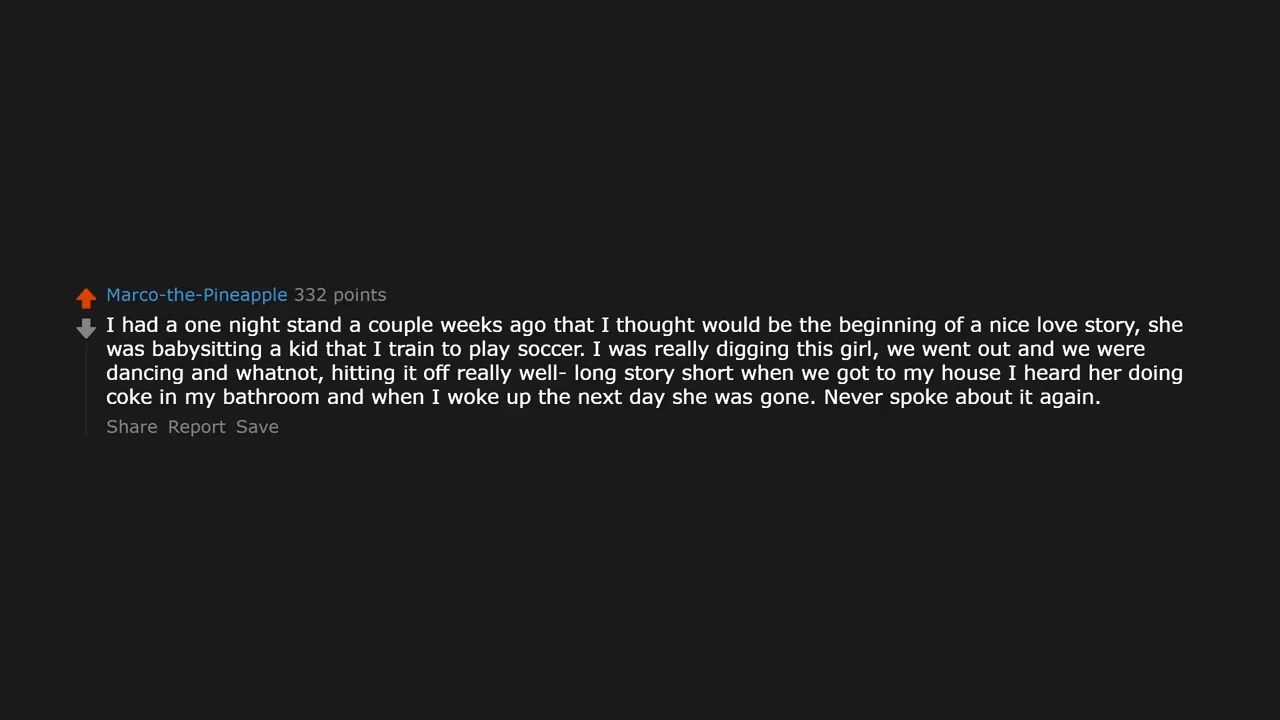 Marco-the-Pineapple 332 points
I had a one night stand a couple weeks ago that I thought would be the beginning of a nice love story, she
was babysitting a kid that I train to play soccer. I was really digging this girl, we went out and we were
dancing and whatnot, hitting it off really well- long story short when we got to my house I heard her doing
coke in my bathroom and when I woke up the next day she was gone. Never spoke about it again.
Share Report Save